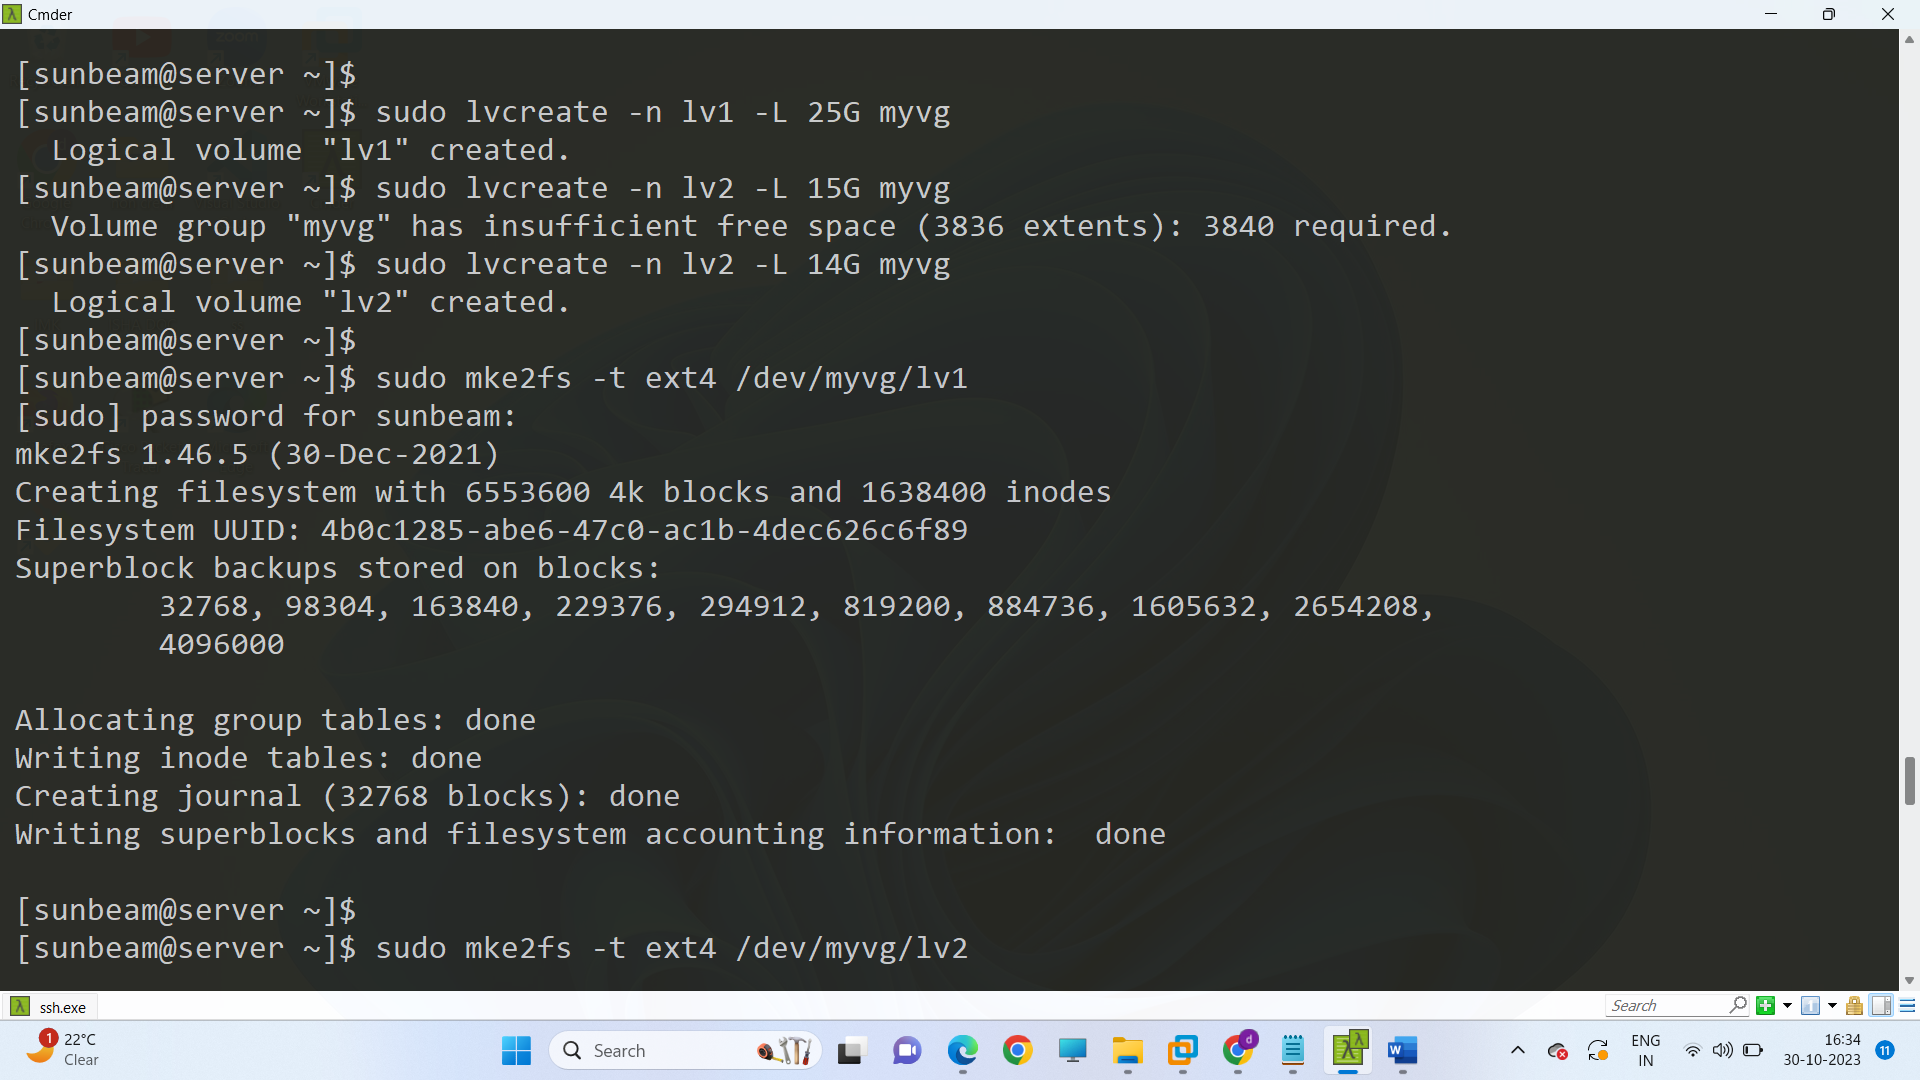 Cmder
[sunbeam@server ~]$
[sunbeam@server ~]$ sudo lvcreate -n lv1 -L 25G myvg
  Logical volume "lv1" created.
[sunbeam@server ~]$ sudo lvcreate -n lv2 -L 15G myvg
  Volume group "myvg" has insufficient free space (3836 extents): 3840 required.
[sunbeam@server ~]$ sudo lvcreate -n lv2 -L 14G myvg
  Logical volume "lv2" created.
[sunbeam@server ~]$
[sunbeam@server ~]$ sudo mke2fs -t ext4 /dev/myvg/lv1
[sudo] password for sunbeam:
mke2fs 1.46.5 (30-Dec-2021)
Creating filesystem with 6553600 4k blocks and 1638400 inodes
Filesystem UUID: 4b0c1285-abe6-47c0-ac1b-4dec626c6f89
Superblock backups stored on blocks:
        32768, 98304, 163840, 229376, 294912, 819200, 884736, 1605632, 2654208,
        4096000

Allocating group tables: done
Writing inode tables: done
Creating journal (32768 blocks): done
Writing superblocks and filesystem accounting information:  done

[sunbeam@server ~]$
[sunbeam@server ~]$ sudo mke2fs -t ext4 /dev/myvg/lv2
ssh.exe
Search
1
22°C
Clear
Search
d
W
ENG
IN
16:34
30-10-2023
11